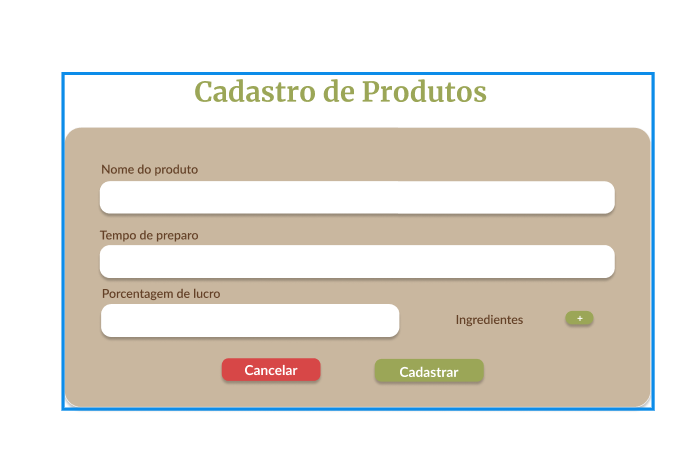 Cadastro de Produtos
Nome do produto
Tempo de preparo
Porcentagem de lucro
Ingredientes +
Cancelar Cadastrar